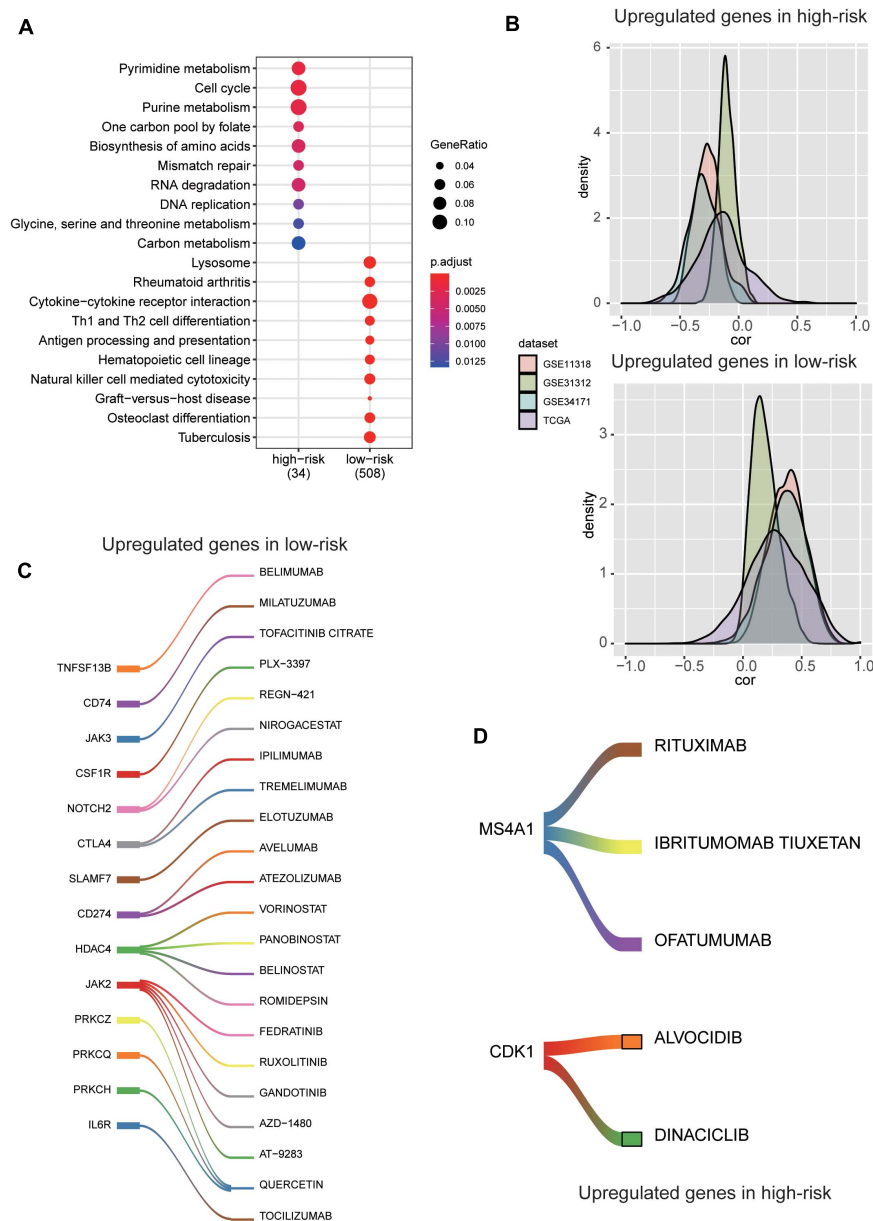 A
Pyrimidine metabolism
Cell cycle
Purine metabolism
One carbon pool by folate
Biosynthesis of amino acids
Mismatch repair
RNA degradation
DNA replication
Glycine, serine and threonine metabolism
Carbon metabolism
Lysosome
Rheumatoid arthritis
Cytokine−cytokine receptor interaction
Th1 and Th2 cell differentiation
Antigen processing and presentation
Hematopoietic cell lineage
Natural killer cell mediated cytotoxicity
Graft−versus−host disease
Osteoclast differentiation
Tuberculosis
high−risk
(34)
low−risk
(508)
GeneRatio
0.04
0.06
0.08
0.10
p.adjust
0.0025
0.0050
0.0075
0.0100
0.0125
B
Upregulated genes in high-risk
6
4
2
0
density
−1.0
−0.5
0.0
0.5
1.0
cor
dataset
GSE11318
GSE31312
GSE34171
TCGA
Upregulated genes in low-risk
3
2
1
0
density
−1.0
−0.5
0.0
0.5
1.0
cor
Upregulated genes in low-risk
C
TNFSF13B
CD74
JAK3
CSF1R
NOTCH2
CTLA4
SLAMF7
CD274
HDAC4
JAK2
PRKCZ
PRKCQ
PRKCH
IL6R
BELIMUMAB
MILATUZUMAB
TOFACITINIB CITRATE
PLX−3397
REGN−421
NIROGACESTAT
IPILIMUMAB
TREMELIMUMAB
ELOTUZUMAB
AVELUMAB
ATEZOLIZUMAB
VORINOSTAT
PANOBINOSTAT
BELINOSTAT
ROMIDEPSIN
FEDRATINIB
RUXOLITINIB
GANDOTINIB
AZD−1480
AT−9283
QUERCETIN
TOCILIZUMAB
D
MS4A1
RITUXIMAB
IBRITUMOMAB TIUXETAN
OFATUMUMAB
CDK1
ALVOCIDIB
DINACICLIB
Upregulated genes in high-risk